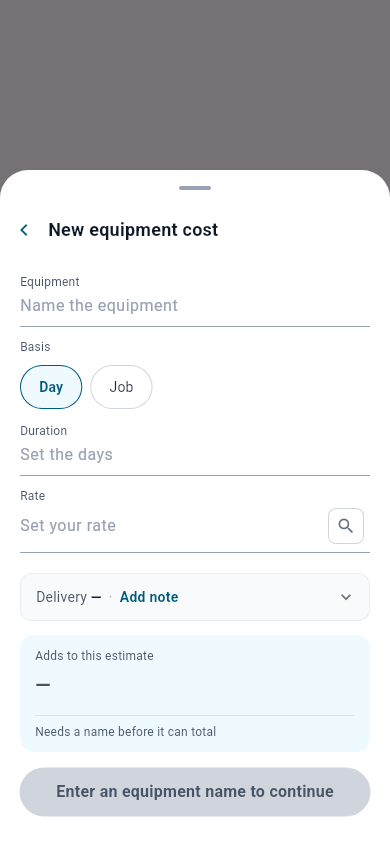 New equipment cost
Equipment
Name the equipment
Basis
Day Job
Duration
Set the days
Rate
Set your rate
Delivery — · Add note
Adds to this estimate
—
Needs a name before it can total
Enter an equipment name to continue